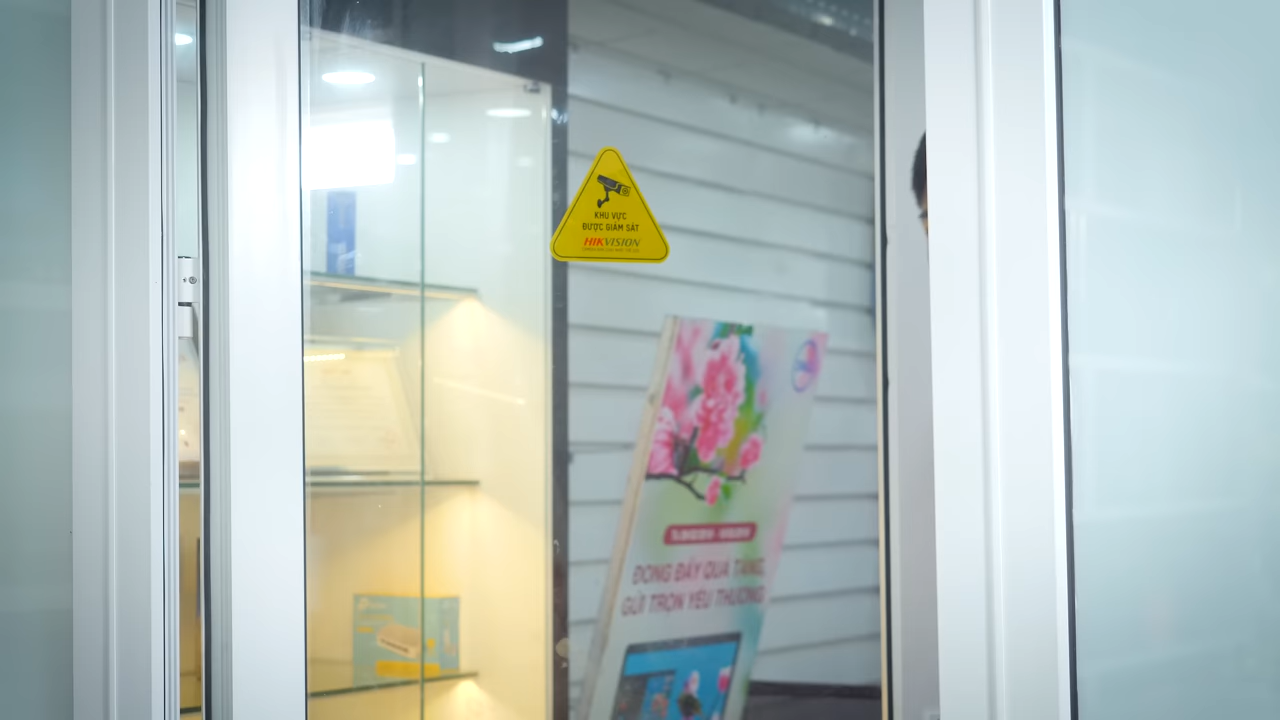 KHU VỰC
ĐƯỢC GIÁM SÁT
HIKVISION
ĐONG ĐẦY QUÀ TẶNG
GỬI TRỌN YÊU THƯƠNG